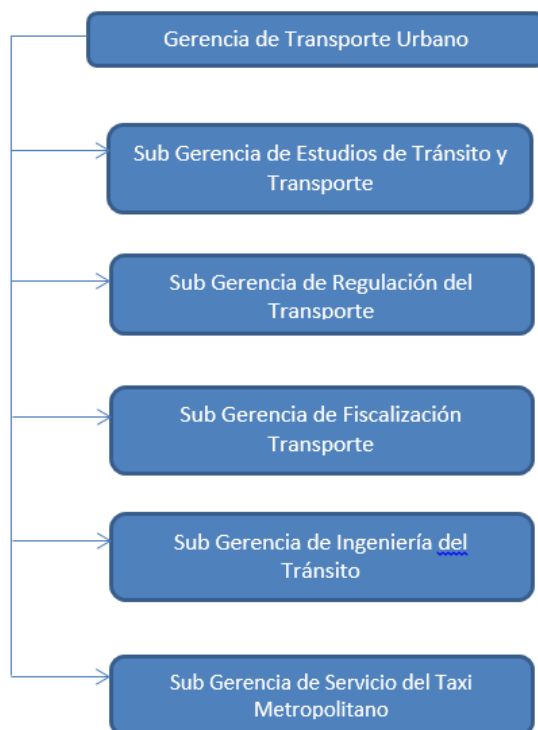 Gerencia de Transporte Urbano
Sub Gerencia de Estudios de Tránsito y
Transporte
Sub Gerencia de Regulación del
Transporte
Sub Gerencia de Fiscalización
Transporte
Sub Gerencia de Ingeniería del
Tránsito
Sub Gerencia de Servicio del Taxi
Metropolitano